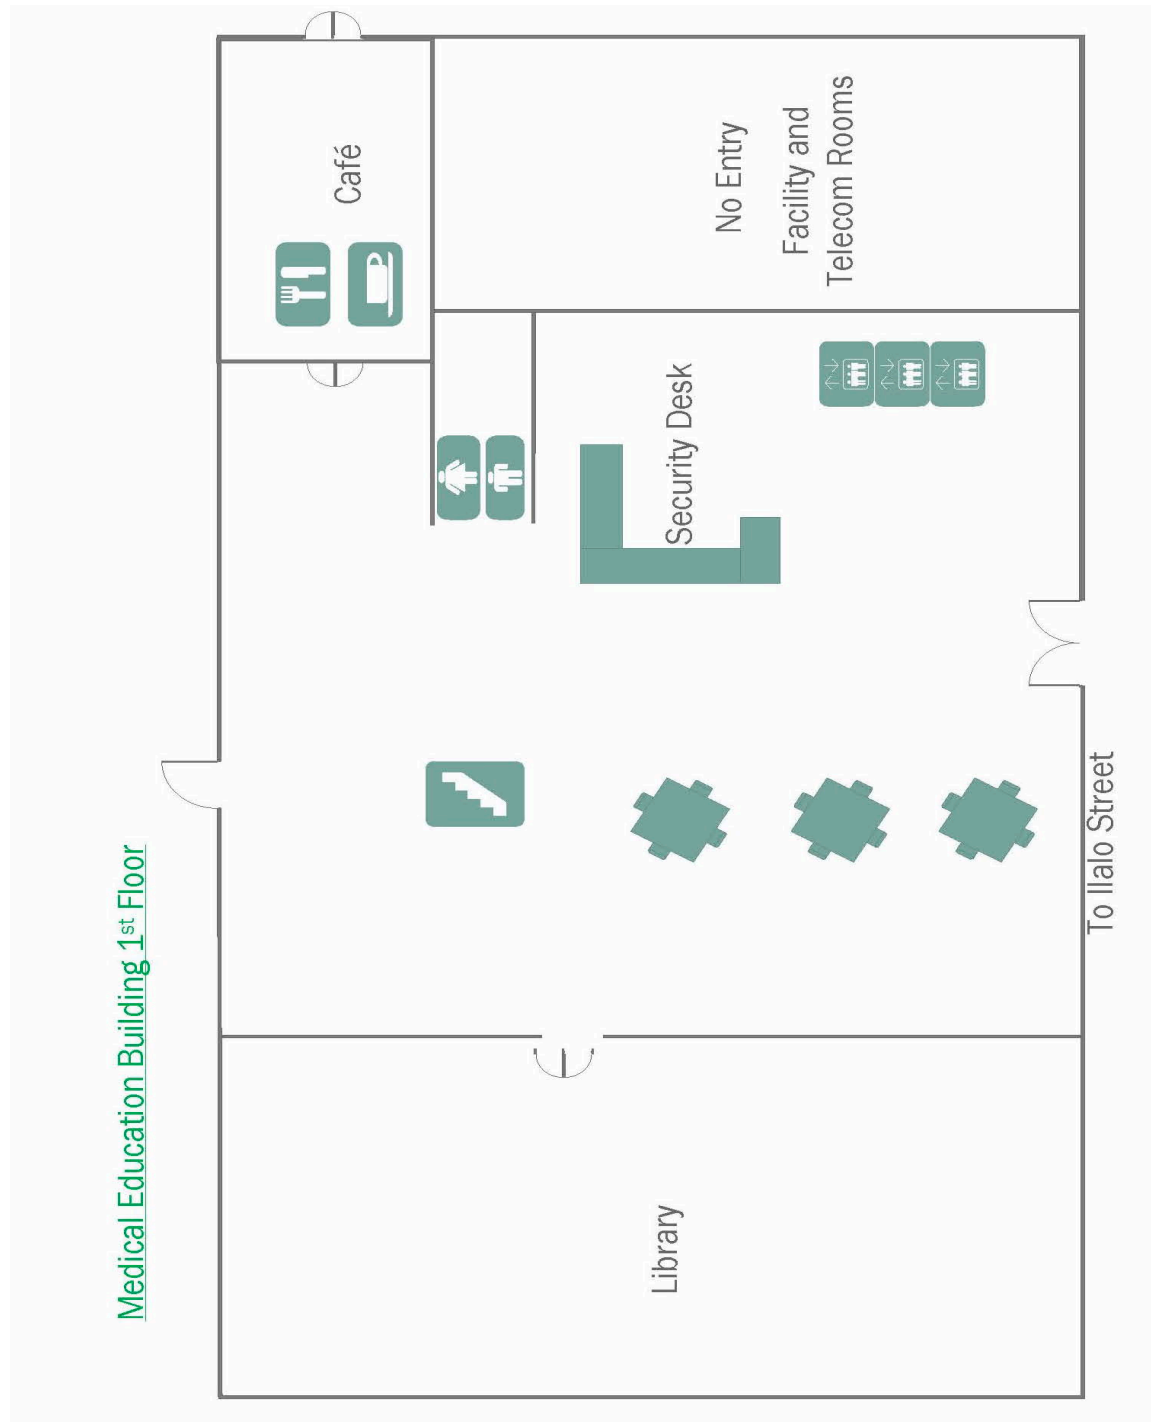 Medical Education Building 1st Floor
Café
No Entry
Facility and
Telecom Rooms
Security Desk
Library
To Ilalo Street